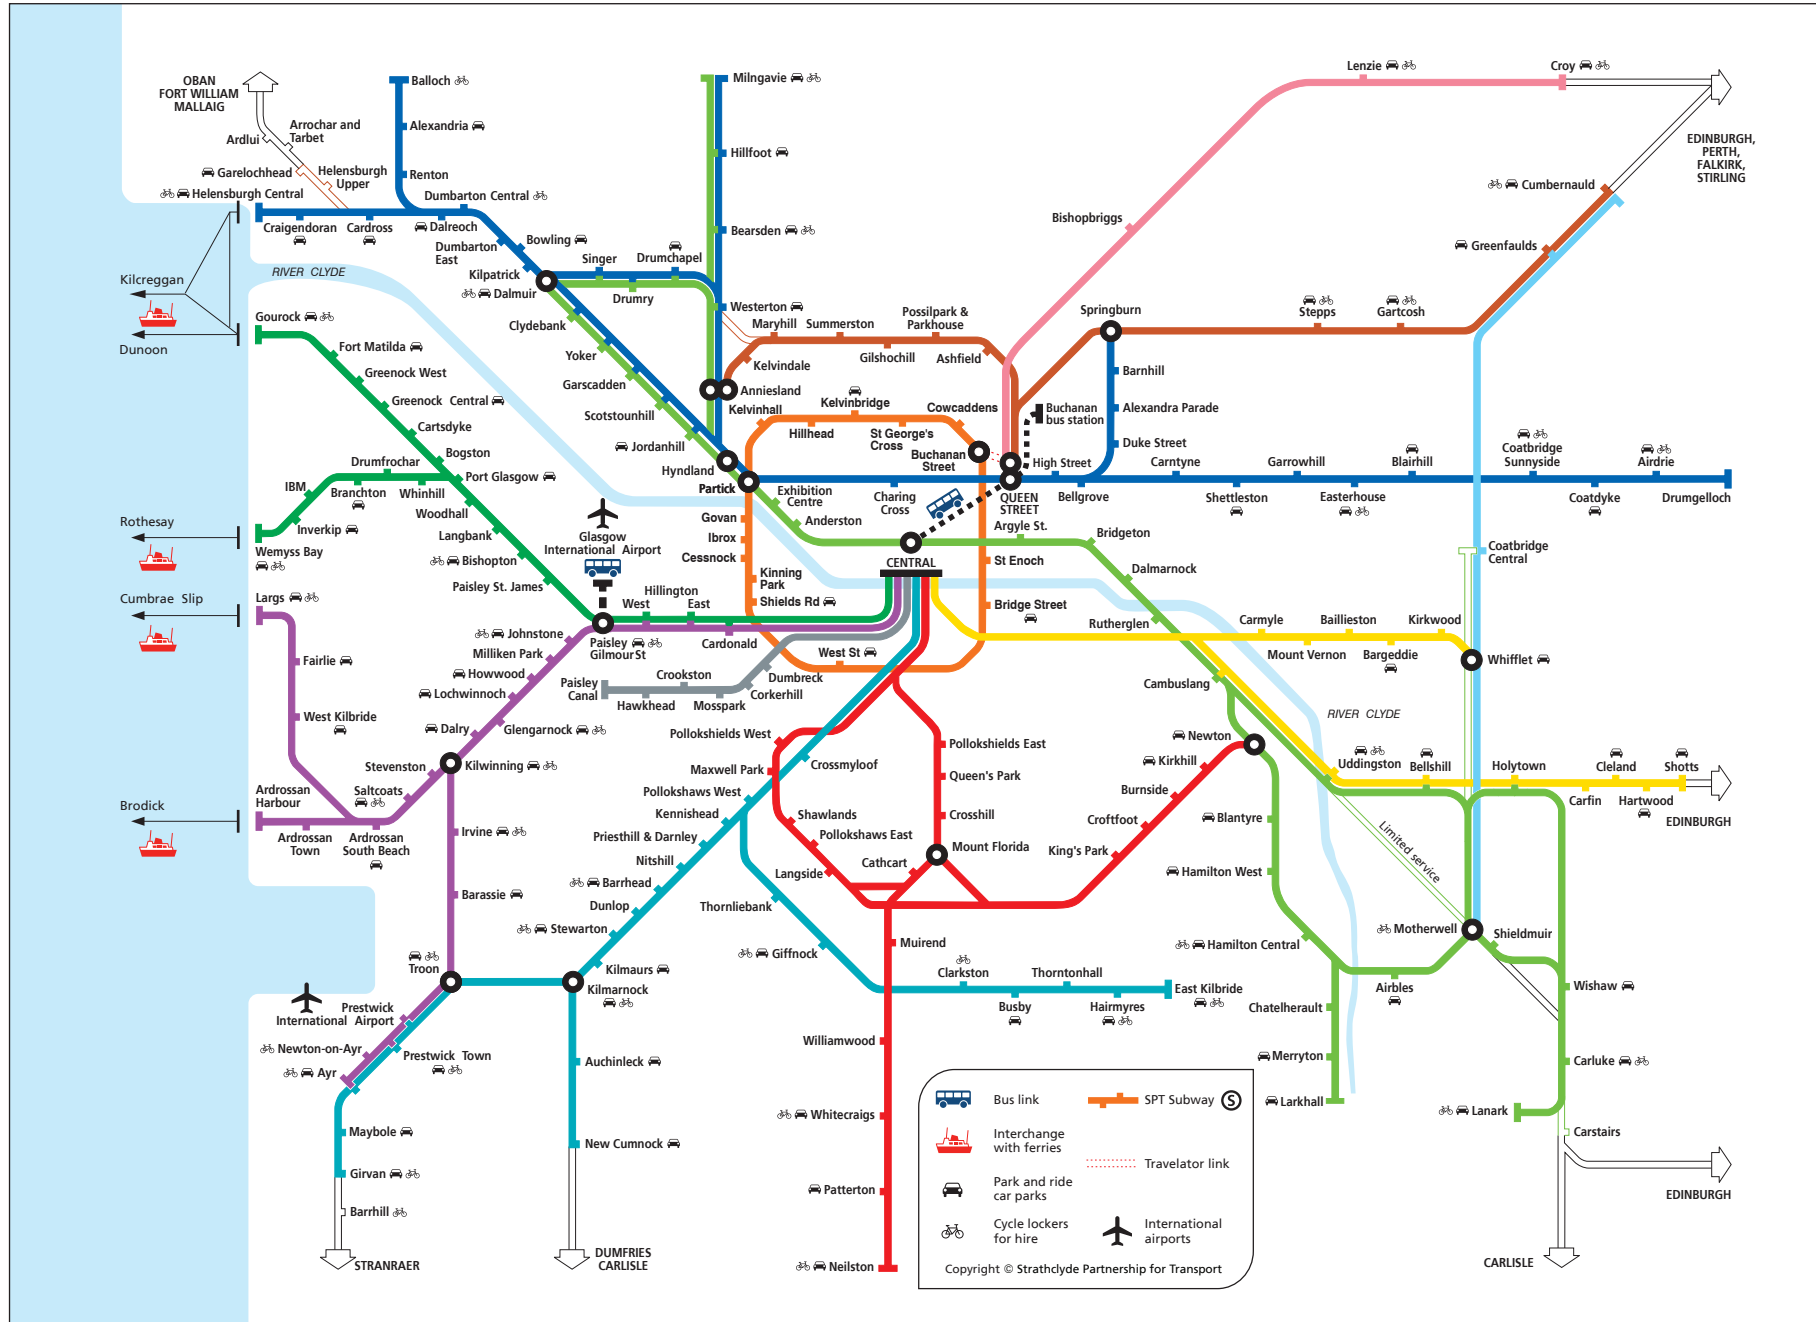 OBAN
FORT WILLIAM
MALLAIG
Ardlui
Arrochar and
Tarbet
Garelochhead
Helensburgh
Upper
Helensburgh Central
Craigendoran
Cardross
Balloch
Alexandria
Renton
Dumbarton Central
Dalreoch
Dumbarton
East
Bowling
Kilpatrick
Dalmuir
Singer
Drumchapel
Drumry
Milngavie
Hillfoot
Bearsden
Westerton
Clydebank
Yoker
Garscadden
Scotstounhill
Jordanhill
Hyndland
Partick
Maryhill
Summerston
Possilpark &
Parkhouse
Kelvindale
Gilshochill
Ashfield
Anniesland
Kelvinhall
Kelvinbridge
Cowcaddens
Hillhead
St George's
Cross
Buchanan
Street
Buchanan
bus station
Lenzie
Croy
Bishopbriggs
EDINBURGH,
PERTH,
FALKIRK,
STIRLING
Cumbernauld
Greenfaulds
Springburn
Stepps
Gartcosh
Barnhill
Alexandra Parade
Duke Street
High Street
QUEEN
STREET
Bellgrove
Carntyne
Shettleston
Garrowhill
Easterhouse
Blairhill
Coatbridge
Sunnyside
Coatdyke
Airdrie
Drumgelloch
Charing
Cross
Exhibition
Centre
Anderston
Argyle St.
CENTRAL
Govan
Ibrox
Cessnock
Kinning
Park
Shields Rd
West St
St Enoch
Bridge Street
Bridgeton
Dalmarnock
Rutherglen
Cambuslang
Carmyle
Mount Vernon
Baillieston
Bargeddie
Kirkwood
Whifflet
Coatbridge
Central
RIVER CLYDE
RIVER CLYDE
Kilcreggan
Dunoon
Gourock
Fort Matilda
Greenock West
Greenock Central
Cartsdyke
Bogston
Port Glasgow
Drumfrochar
IBM
Branchton
Whinhill
Inverkip
Wemyss Bay
Rothesay
Woodhall
Langbank
Bishopton
Paisley St. James
Glasgow
International Airport
Hillington
West
East
Paisley
Gilmour St
Cardonald
Cumbrae Slip
Largs
Fairlie
West Kilbride
Johnstone
Milliken Park
Howwood
Lochwinnoch
Glengarnock
Dalry
Kilwinning
Stevenston
Saltcoats
Ardrossan
Harbour
Ardrossan
Town
Ardrossan
South Beach
Brodick
Irvine
Barassie
Troon
Prestwick
International Airport
Newton-on-Ayr
Prestwick Town
Ayr
Maybole
Girvan
Barrhill
STRANRAER
Paisley
Canal
Hawkhead
Crookston
Mosspark
Corkerhill
Dumbreck
Pollokshields West
Maxwell Park
Crossmyloof
Pollokshaws West
Kennishead
Priesthill & Darnley
Nitshill
Barrhead
Dunlop
Stewarton
Kilmaurs
Kilmarnock
Auchinleck
New Cumnock
DUMFRIES
CARLISLE
Shawlands
Pollokshaws East
Langside
Cathcart
Pollokshields East
Queen's Park
Crosshill
Mount Florida
Thornliebank
Giffnock
Clarkston
Busby
Thorntonhall
Hairmyres
East Kilbride
Muirend
Williamwood
Whitecraigs
Patterton
Neilston
Newton
Kirkhill
Burnside
Croftfoot
King's Park
Blantyre
Hamilton West
Hamilton Central
Chatelherault
Merryton
Larkhall
Airbles
Motherwell
Shieldmuir
Limited service
Uddingston
Bellshill
Holytown
Carfin
Cleland
Hartwood
Shotts
EDINBURGH
Wishaw
Carluke
Lanark
Carstairs
EDINBURGH
CARLISLE
Bus link
SPT Subway S
Interchange
with ferries
Travelator link
Park and ride
car parks
Cycle lockers
for hire
International
airports
Copyright © Strathclyde Partnership for Transport